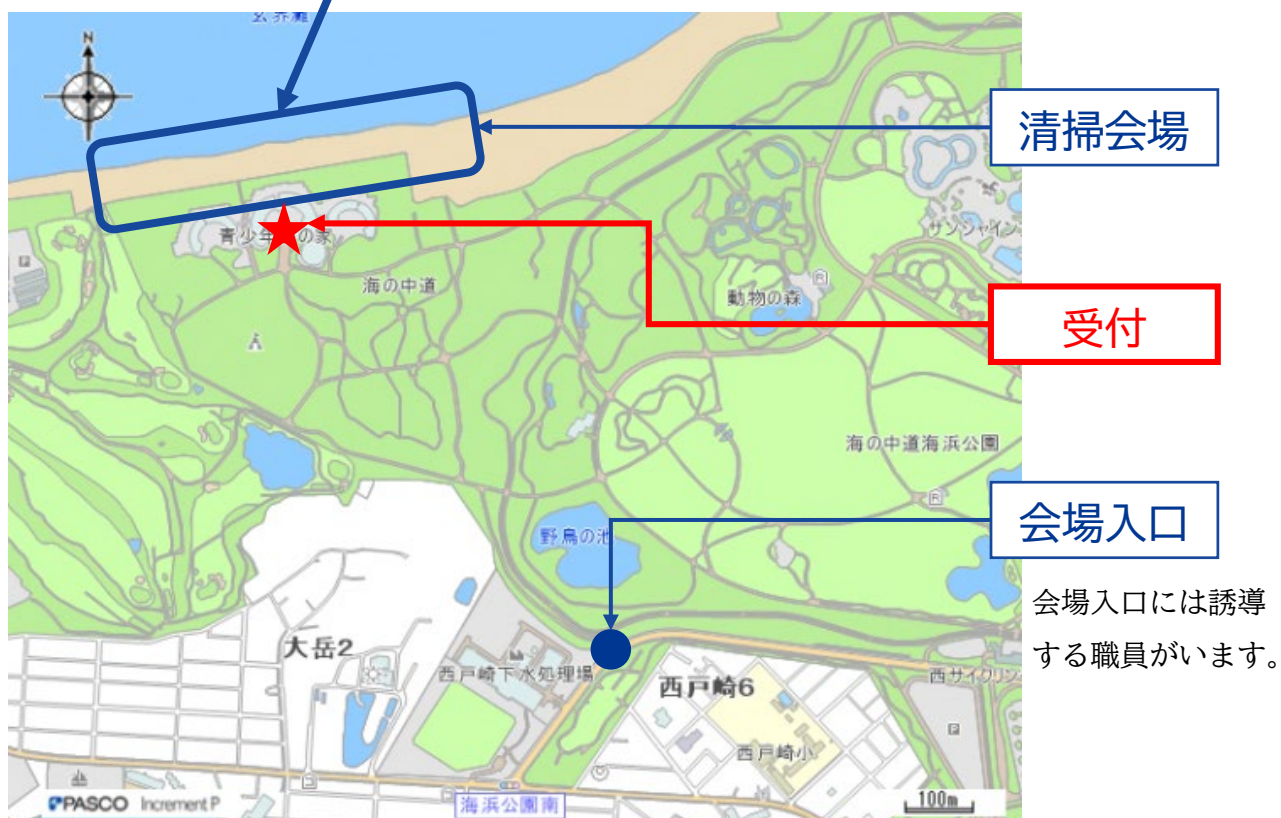 玄界灘
N
清掃会場
青少年
の家
サンシャイン
海の中道
動物の森
R
受付
海の中道海浜公園
R
会場入口
野鳥の池
会場入口には誘導
する職員がいます。
大岳2
西戸崎下水処理場
西戸崎6
西サイクリング
P
西戸崎小
PASCO Increment P
海浜公園南
100m